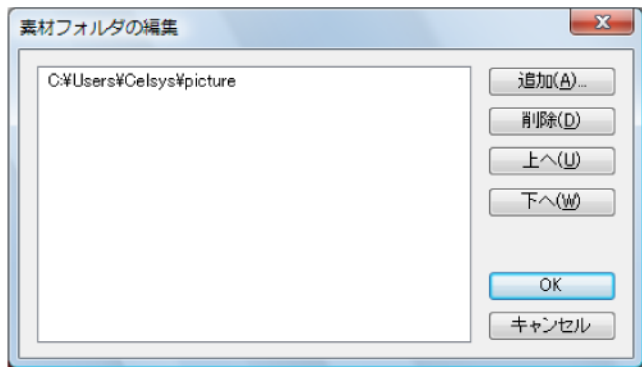 素材フォルダの編集
C:¥Users¥Celsys¥picture
追加(A)...
削除(D)
上へ(U)
下へ(W)
OK
キャンセル